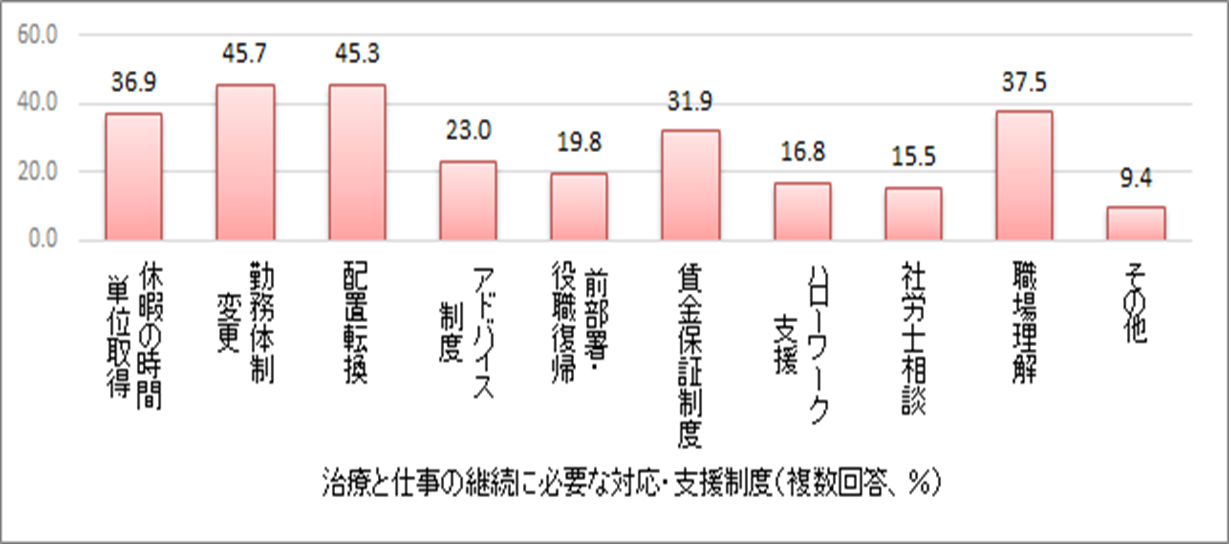 60.0
40.0
20.0
0.0
36.9
45.7
45.3
23.0
19.8
31.9
16.8
15.5
37.5
9.4
休暇の時間
単位取得
勤務体制
変更
配置転換
アドバイス
制度
前部署・
役職復帰
賃金保証制度
ハローワーク
支援
社労士相談
職場理解
その他
治療と仕事の継続に必要な対応・支援制度(複数回答、%)